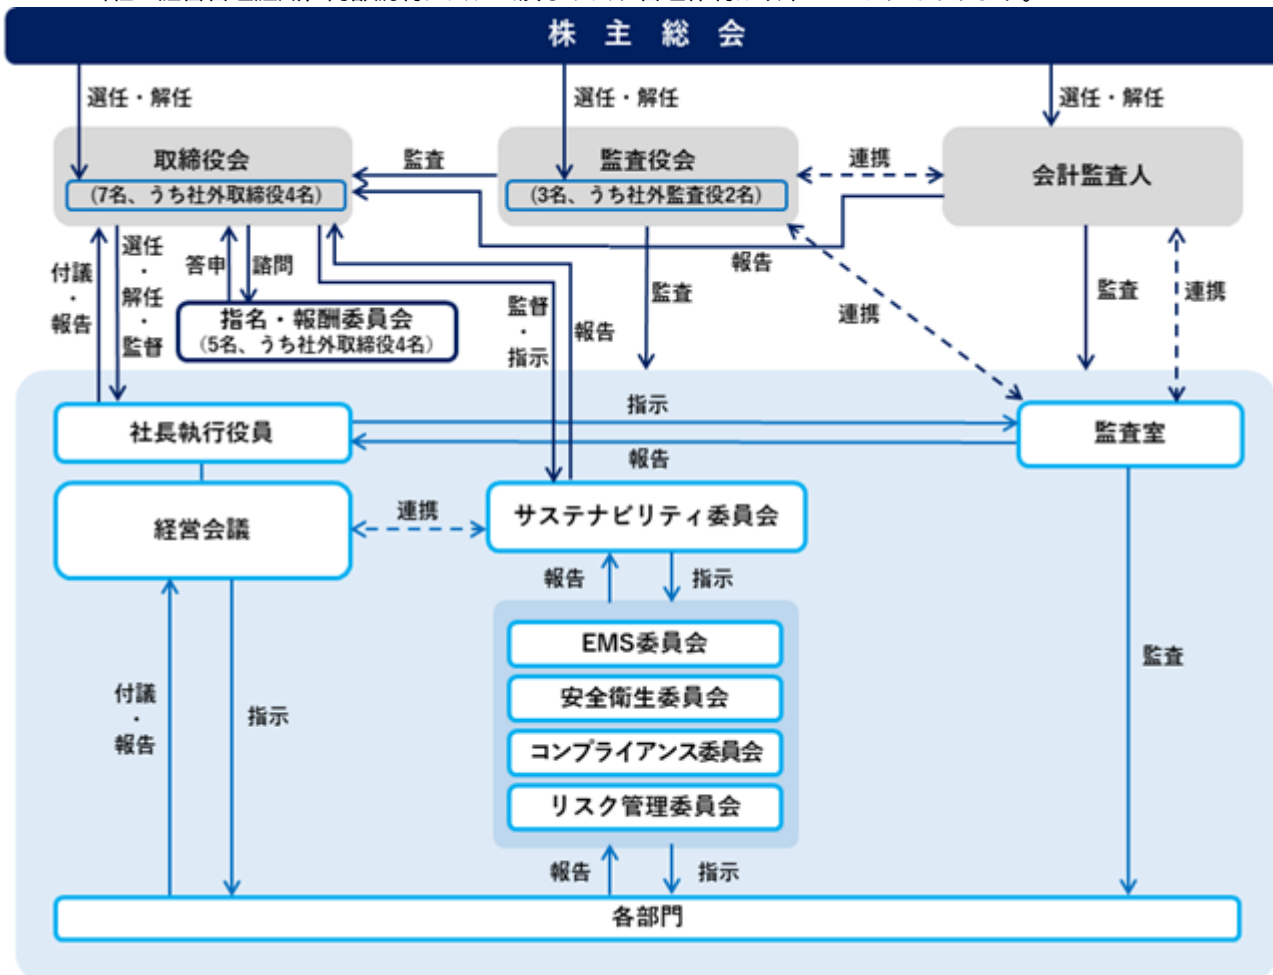 株主総会
選任・解任
選任・解任
選任・解任
取締役会
(7名、うち社外取締役4名)
監査
監査役会
(3名、うち社外監査役2名)
連携
会計監査人
報告
付議・報告
選任・解任・監督
答申
諮問
指名・報酬委員会
(5名、うち社外取締役4名)
監督・指示
報告
監査
連携
監査
連携
社長執行役員
指示
報告
監査室
経営会議
連携
サステナビリティ委員会
報告
指示
EMS委員会
安全衛生委員会
コンプライアンス委員会
リスク管理委員会
付議・報告
指示
監査
報告
指示
各部門